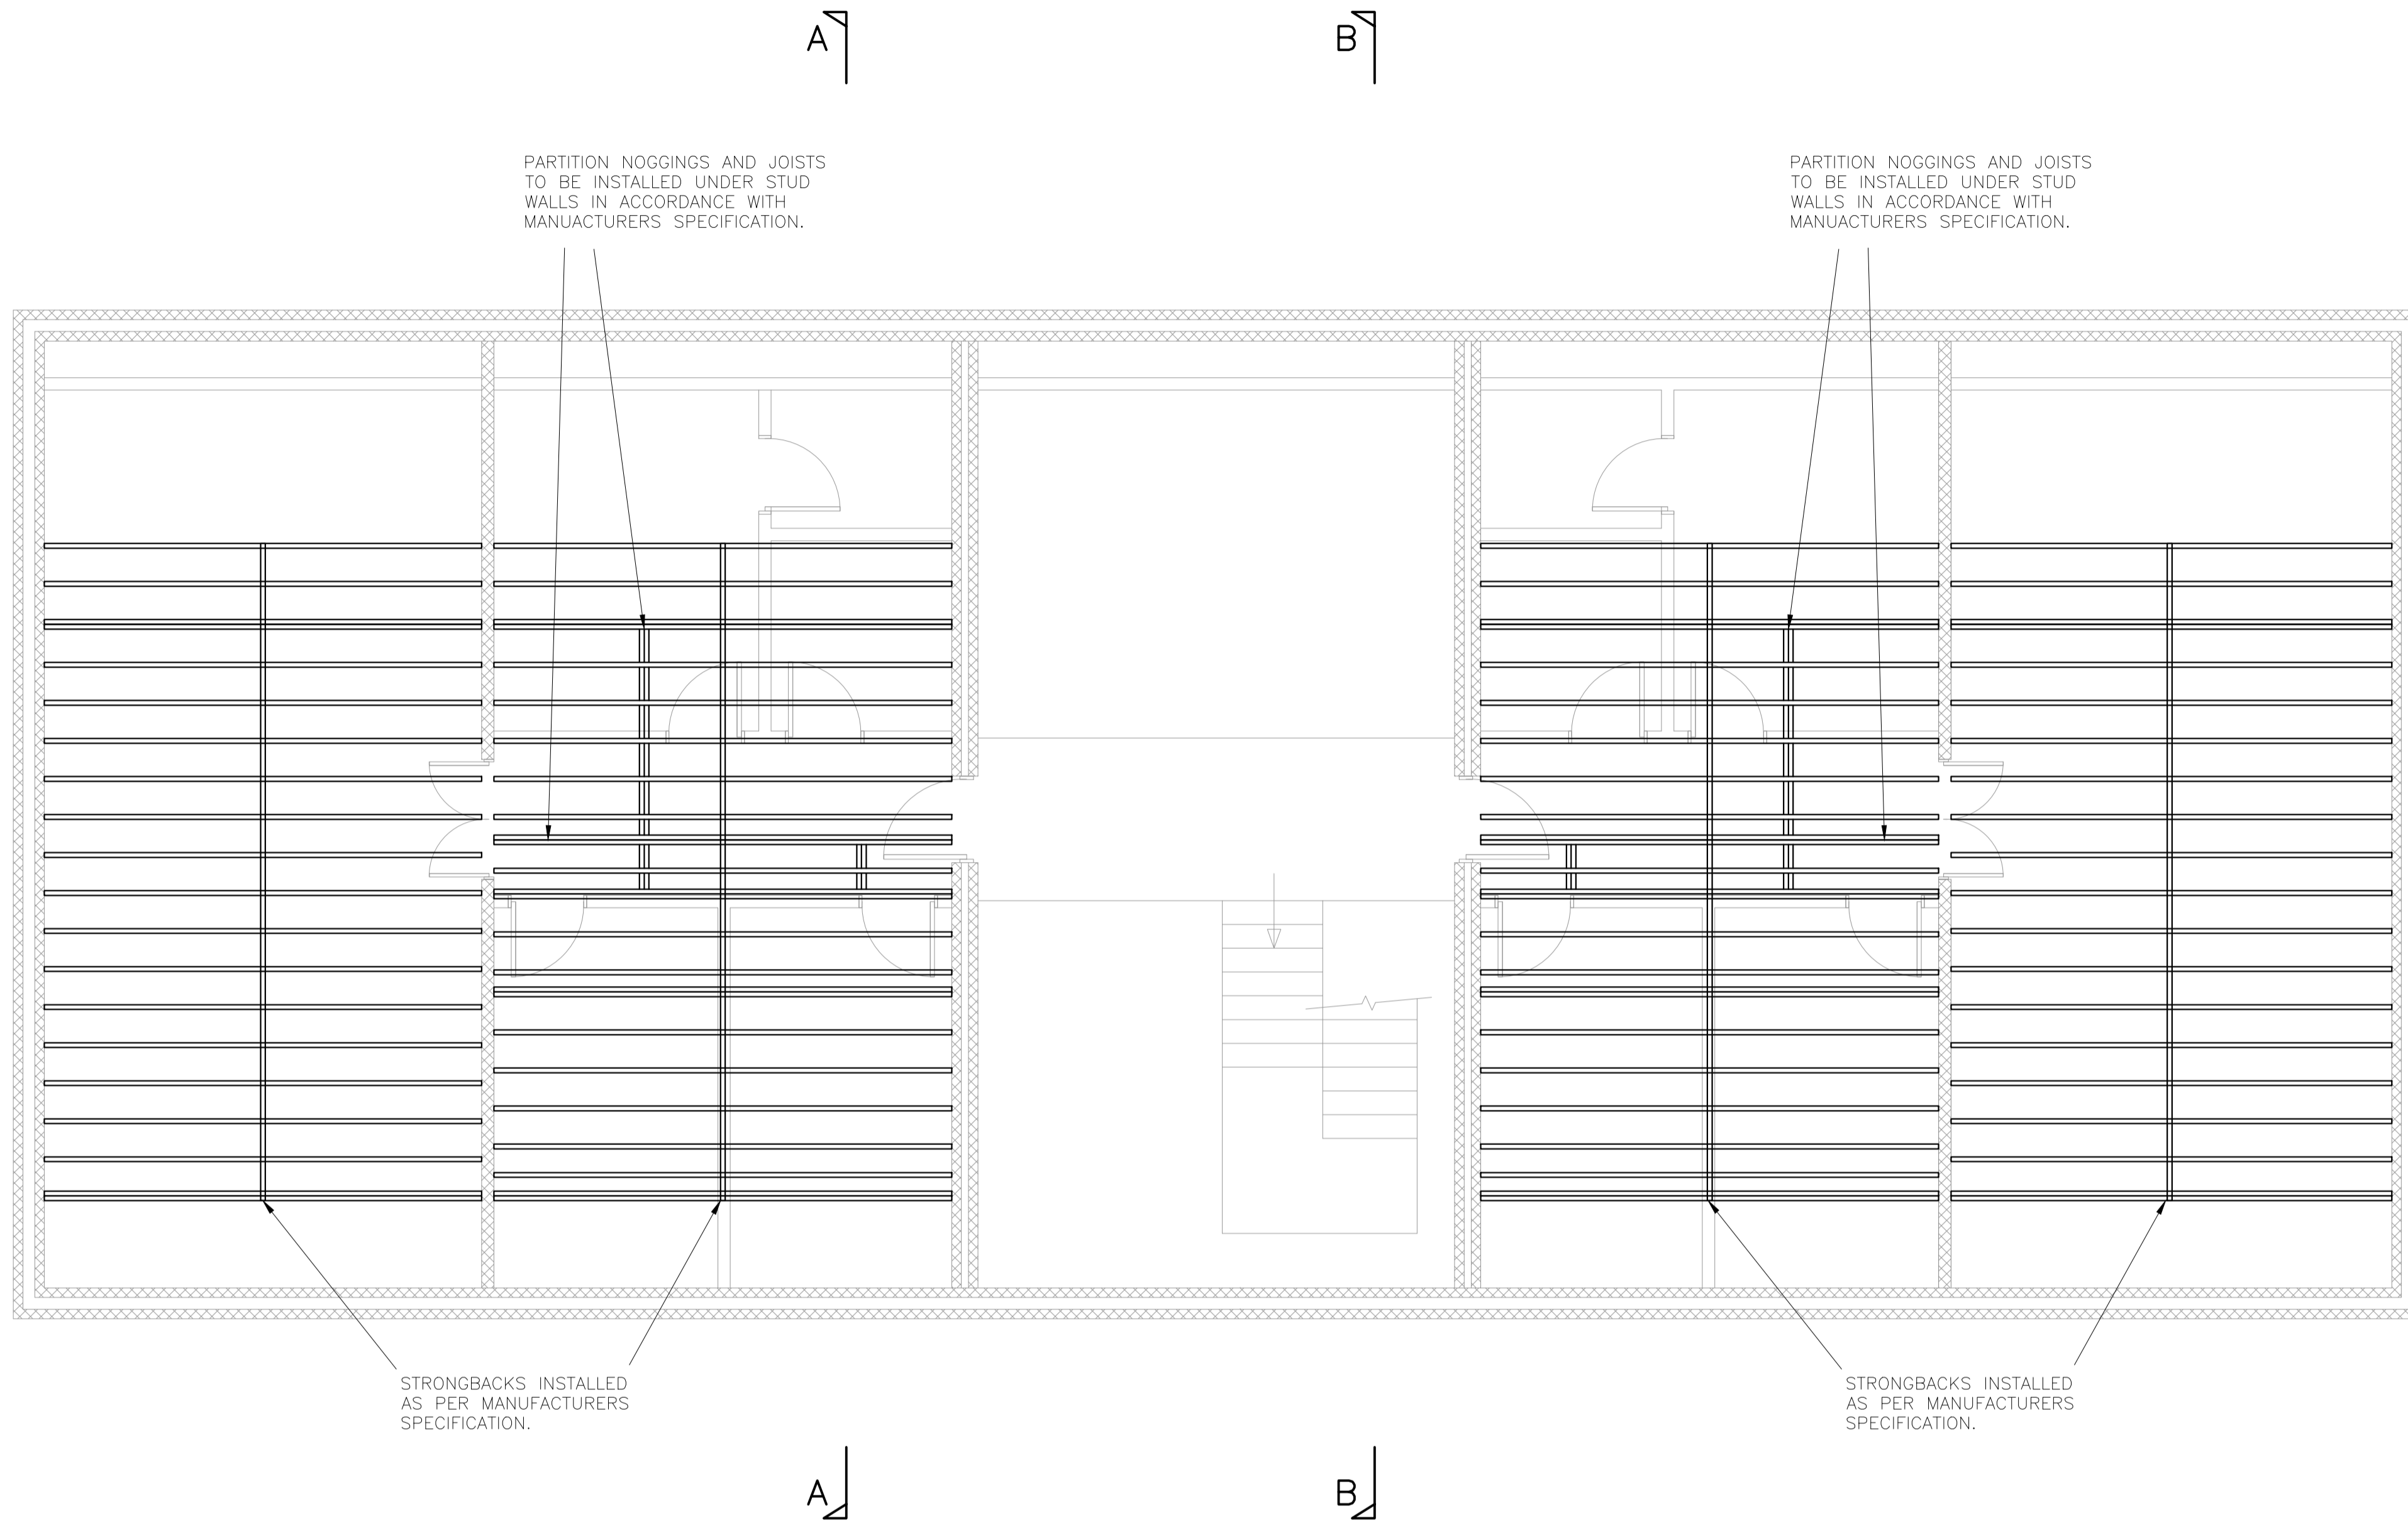 A
B
PARTITION NOGGINGS AND JOISTS
TO BE INSTALLED UNDER STUD
WALLS IN ACCORDANCE WITH
MANUACTURERS SPECIFICATION.
PARTITION NOGGINGS AND JOISTS
TO BE INSTALLED UNDER STUD
WALLS IN ACCORDANCE WITH
MANUACTURERS SPECIFICATION.
STRONGBACKS INSTALLED
AS PER MANUFACTURERS
SPECIFICATION.
STRONGBACKS INSTALLED
AS PER MANUFACTURERS
SPECIFICATION.
A
B